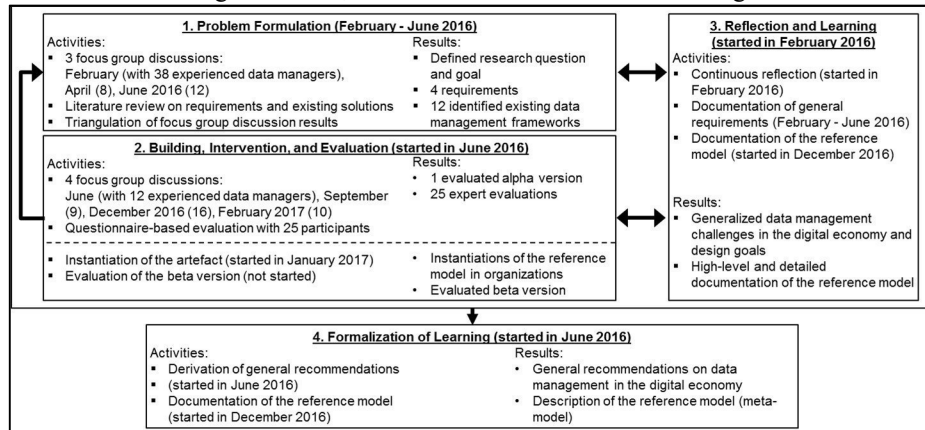 1. Problem Formulation (February - June 2016)
Activities:
▪ 3 focus group discussions:
February (with 38 experienced data managers),
April (8), June 2016 (12)
▪ Literature review on requirements and existing solutions
▪ Triangulation of focus group discussion results
Results:
▪ Defined research question
and goal
▪ 4 requirements
▪ 12 identified existing data
management frameworks
2. Building, Intervention, and Evaluation (started in June 2016)
Activities:
▪ 4 focus group discussions:
June (with 12 experienced data managers), September
(9), December 2016 (16), February 2017 (10)
▪ Questionnaire-based evaluation with 25 participants
Results:
• 1 evaluated alpha version
• 25 expert evaluations
▪ Instantiation of the artefact (started in January 2017)
▪ Evaluation of the beta version (not started)
• Instantiations of the reference
model in organizations
• Evaluated beta version
3. Reflection and Learning
(started in February 2016)
Activities:
▪ Continuous reflection (started in
February 2016)
▪ Documentation of general
requirements (February - June 2016)
▪ Documentation of the reference
model (started in December 2016)
Results:
▪ Generalized data management
challenges in the digital economy and
design goals
▪ High-level and detailed
documentation of the reference model
4. Formalization of Learning (started in June 2016)
Activities:
▪ Derivation of general recommendations
▪ (started in June 2016)
▪ Documentation of the reference model
(started in December 2016)
Results:
• General recommendations on data
management in the digital economy
• Description of the reference model (meta-
model)